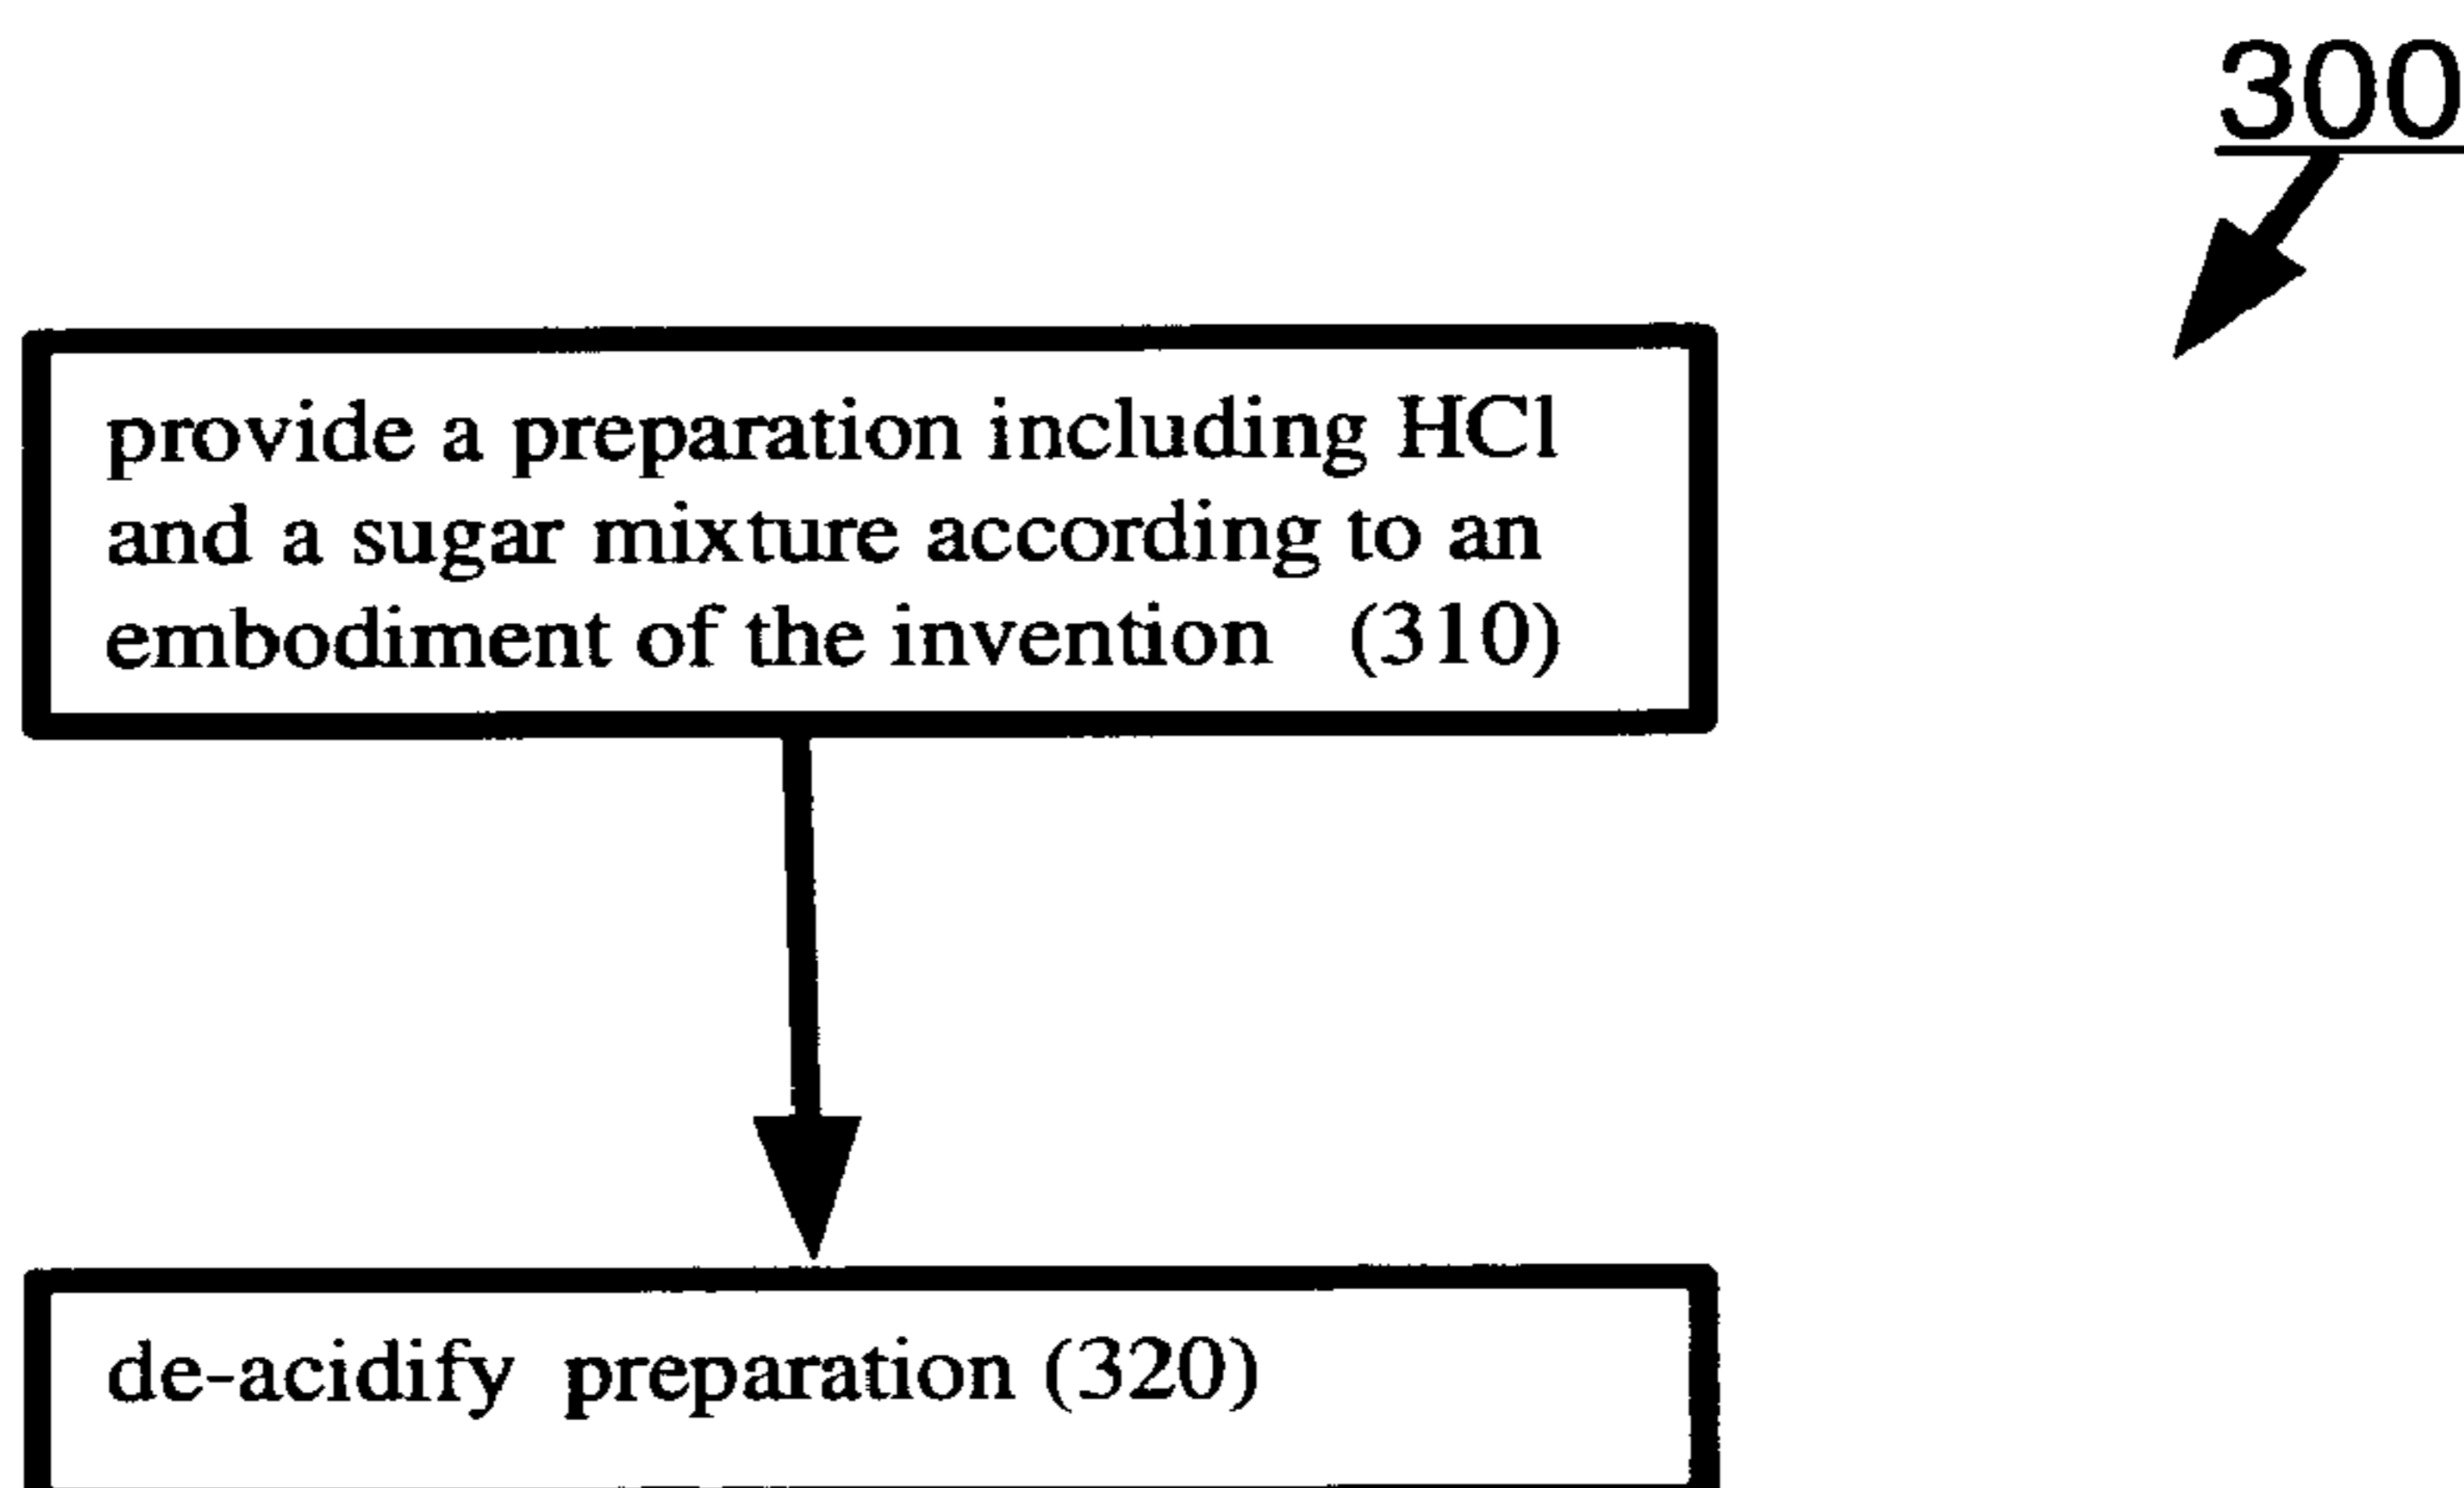 300
provide a preparation including HCl
and a sugar mixture according to an
embodiment of the invention (310)
de-acidify preparation (320)